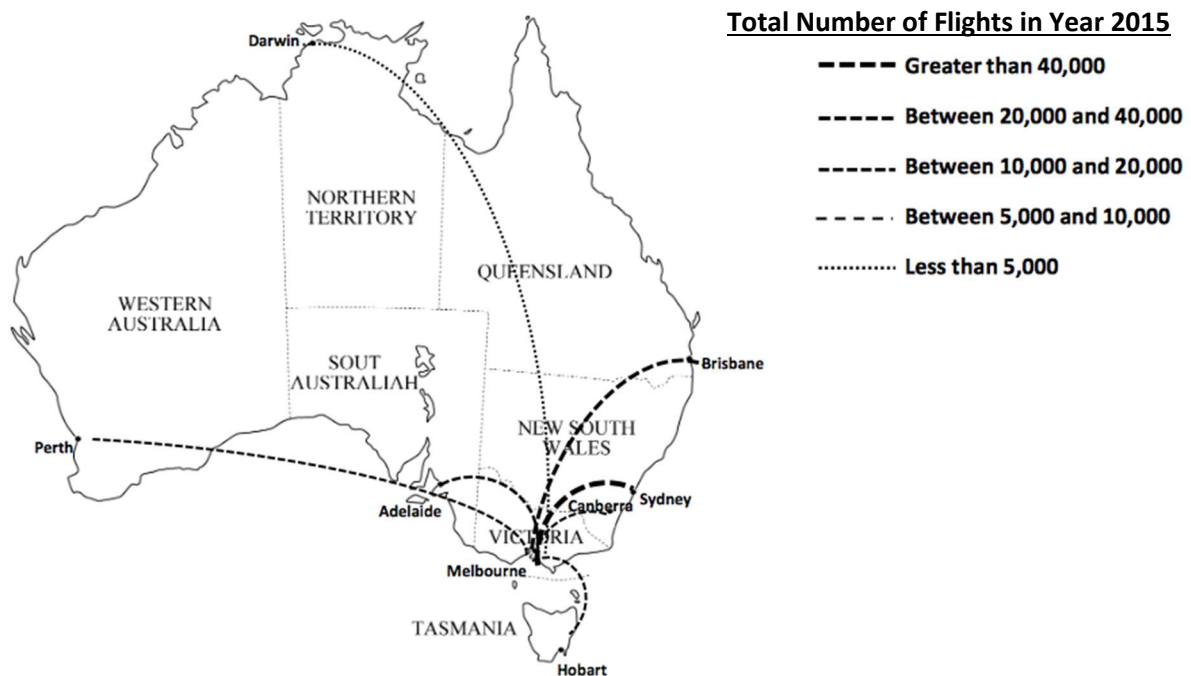 Total Number of Flights in Year 2015
Greater than 40,000
Between 20,000 and 40,000
Between 10,000 and 20,000
Between 5,000 and 10,000
Less than 5,000
Darwin
NORTHERN
TERRITORY
QUEENSLAND
WESTERN
AUSTRALIA
SOUT
AUSTRALIAH
Brisbane
NEW SOUTH
WALES
Perth
Adelaide
Canberra
Sydney
VICTORIA
Melbourne
TASMANIA
Hobart